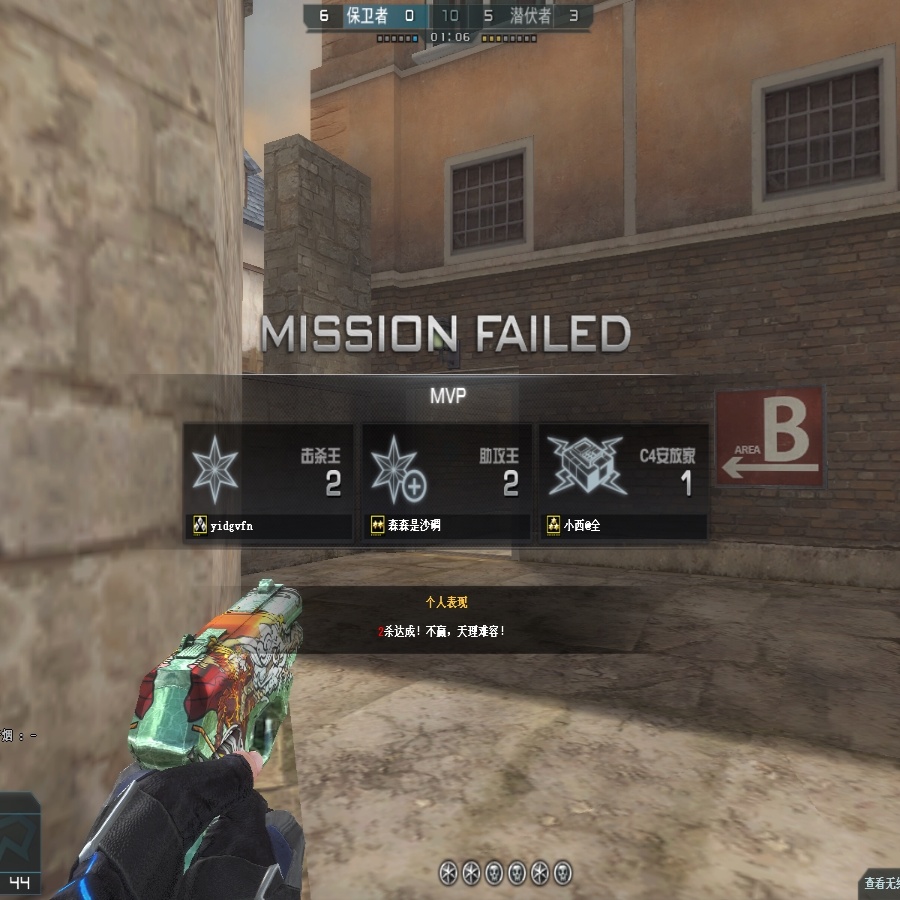 6 保卫者 0 10 5 潜伏者 3
01:06
MISSION FAILED
MVP
击杀王
2
yidgvfn
助攻王
2
森森是沙啁
C4安放家
1
小西@全
AREA B
个人表现
2杀达成！不赢，天理难容！
烟：-
44
查看无